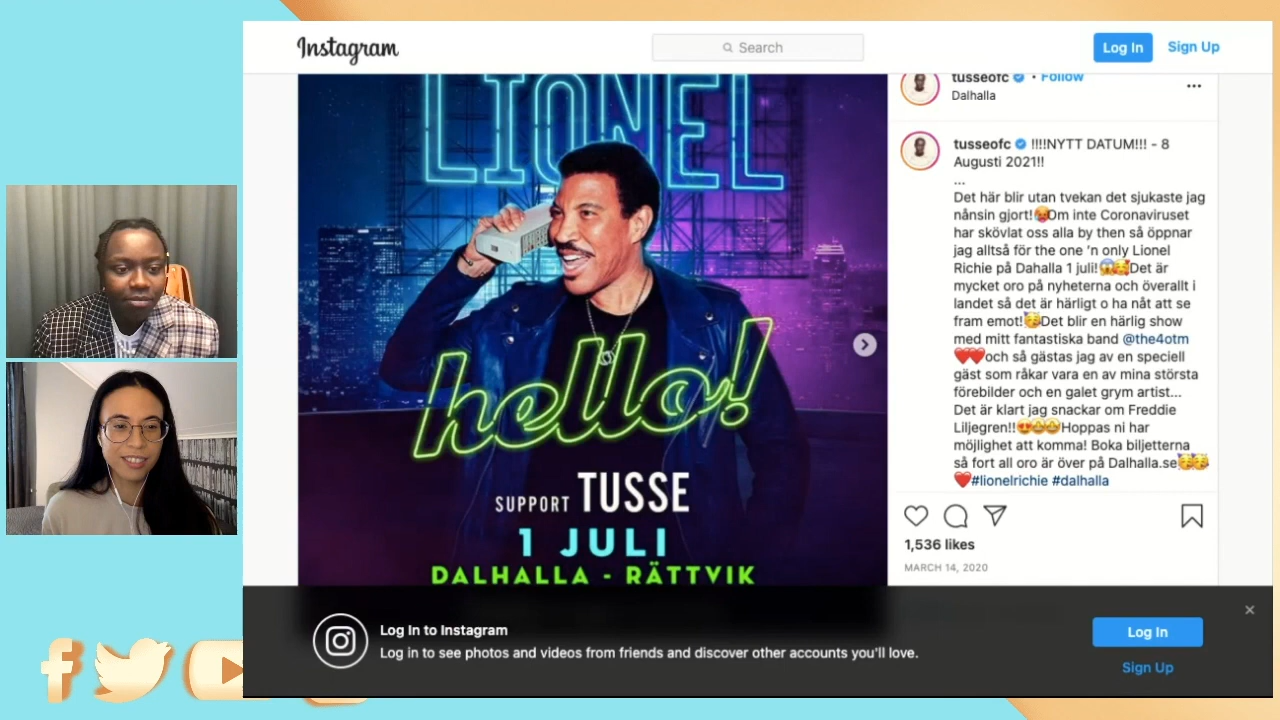 Instagram
Search
Log In
Sign Up
LIONEL
hello!
SUPPORT TUSSE
1 JULI
DALHALLA - RÄTTVIK
tusseofc • Follow
Dalhalla
tusseofc !!!!NYTT DATUM!!! - 8
Augusti 2021!!
...
Det här blir utan tvekan det sjukaste jag
nånsin gjort!🥵Om inte Coronaviruset
har skövlat oss alla by then så öppnar
jag alltså för the one ’n only Lionel
Richie på Dahalla 1 juli!😱🥰Det är
mycket oro på nyheterna och överallt i
landet så det är härligt o ha nåt att se
fram emot!🥳Det blir en härlig show
med mitt fantastiska band @the4otm
❤️❤️och så gästas jag av en speciell
gäst som råkar vara en av mina största
förebilder och en galet grym artist...
Det är klart jag snackar om Freddie
Liljegren!!😍🤩🤩Hoppas ni har
möjlighet att komma! Boka biljetterna
så fort all oro är över på Dalhalla.se🥳🥳
❤️#lionelrichie #dalhalla
1,536 likes
MARCH 14, 2020
Log In to Instagram
Log in to see photos and videos from friends and discover other accounts you'll love.
Log In
Sign Up